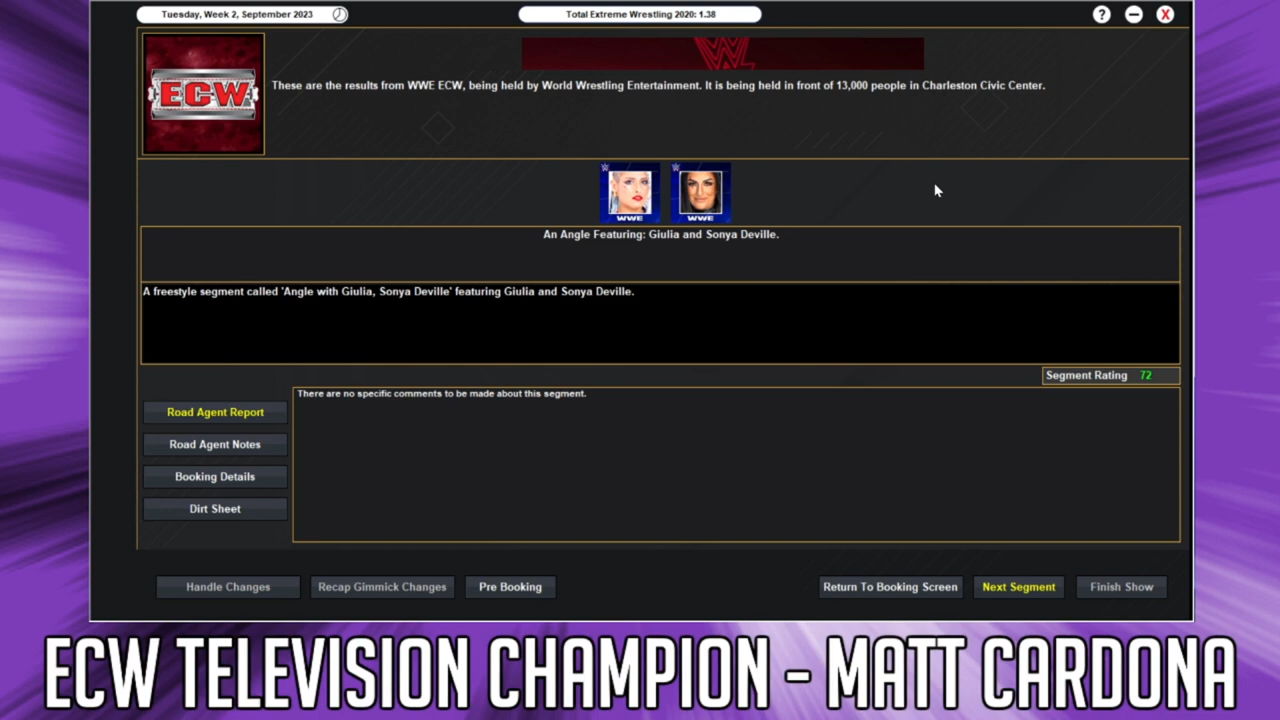 Tuesday, Week 2, September 2023
Total Extreme Wrestling 2020: 1.38
?
X
ECW
These are the results from WWE ECW, being held by World Wrestling Entertainment. It is being held in front of 13,000 people in Charleston Civic Center.
WWE WWE
An Angle Featuring: Giulia and Sonya Deville.
A freestyle segment called 'Angle with Giulia, Sonya Deville' featuring Giulia and Sonya Deville.
Segment Rating 72
There are no specific comments to be made about this segment.
Road Agent Report
Road Agent Notes
Booking Details
Dirt Sheet
Handle Changes Recap Gimmick Changes Pre Booking Return To Booking Screen Next Segment Finish Show
ECW TELEVISION CHAMPION - MATT CARDONA